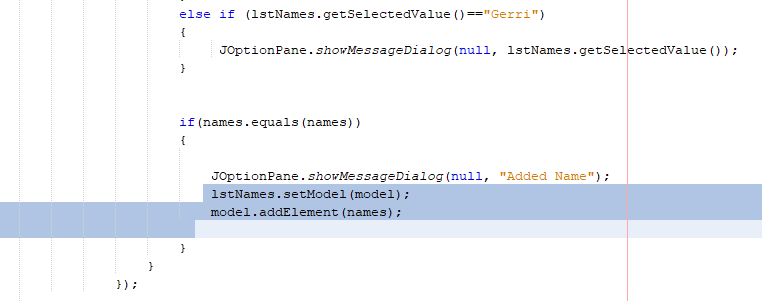 else if (lstNames.getSelectedValue()=="Gerri")
{
JOptionPane.showMessageDialog(null, lstNames.getSelectedValue());
}
if(names.equals(names))
{
JOptionPane.showMessageDialog(null, "Added Name");
lstNames.setModel(model);
model.addElement(names);
}
}
});